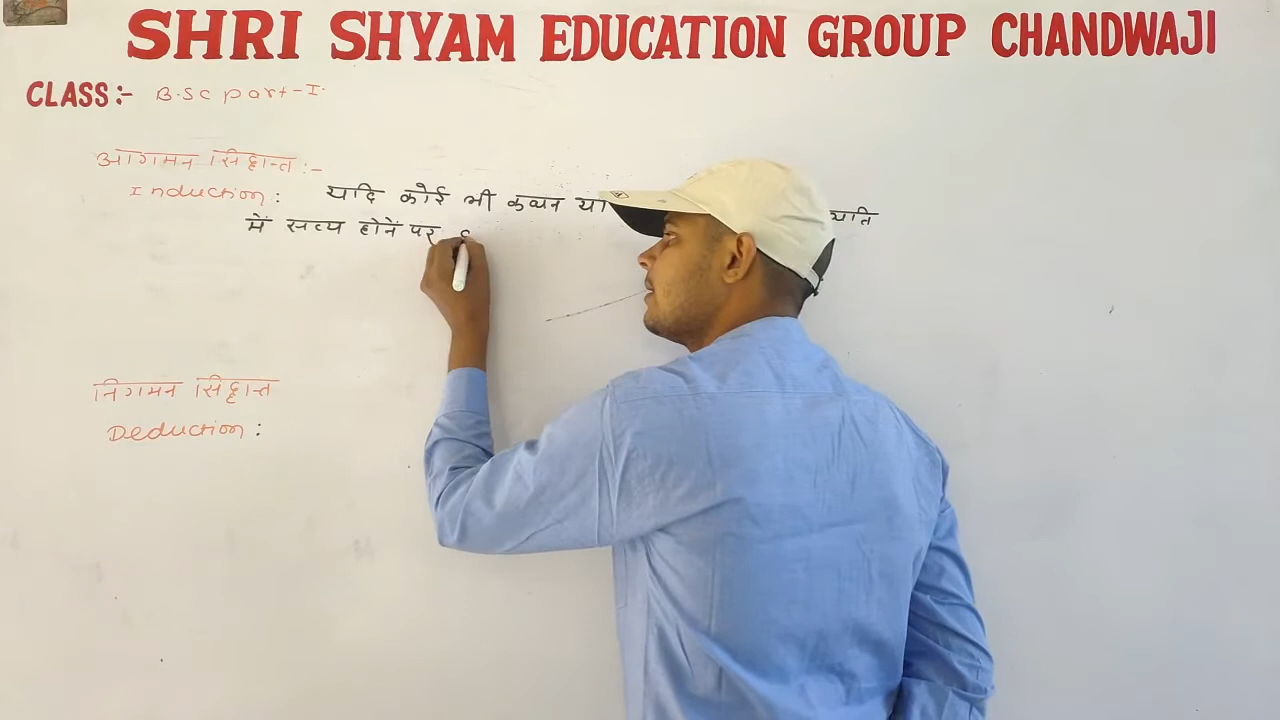 SHRI SHYAM EDUCATION GROUP CHANDWAJI
CLASS:- B.Sc part-I.
आगमन सिद्धान्त:-
Induction: यदि कोई भी कथन या
में सत्य होनें पर
निगमन सिद्धान्त
Deduction: